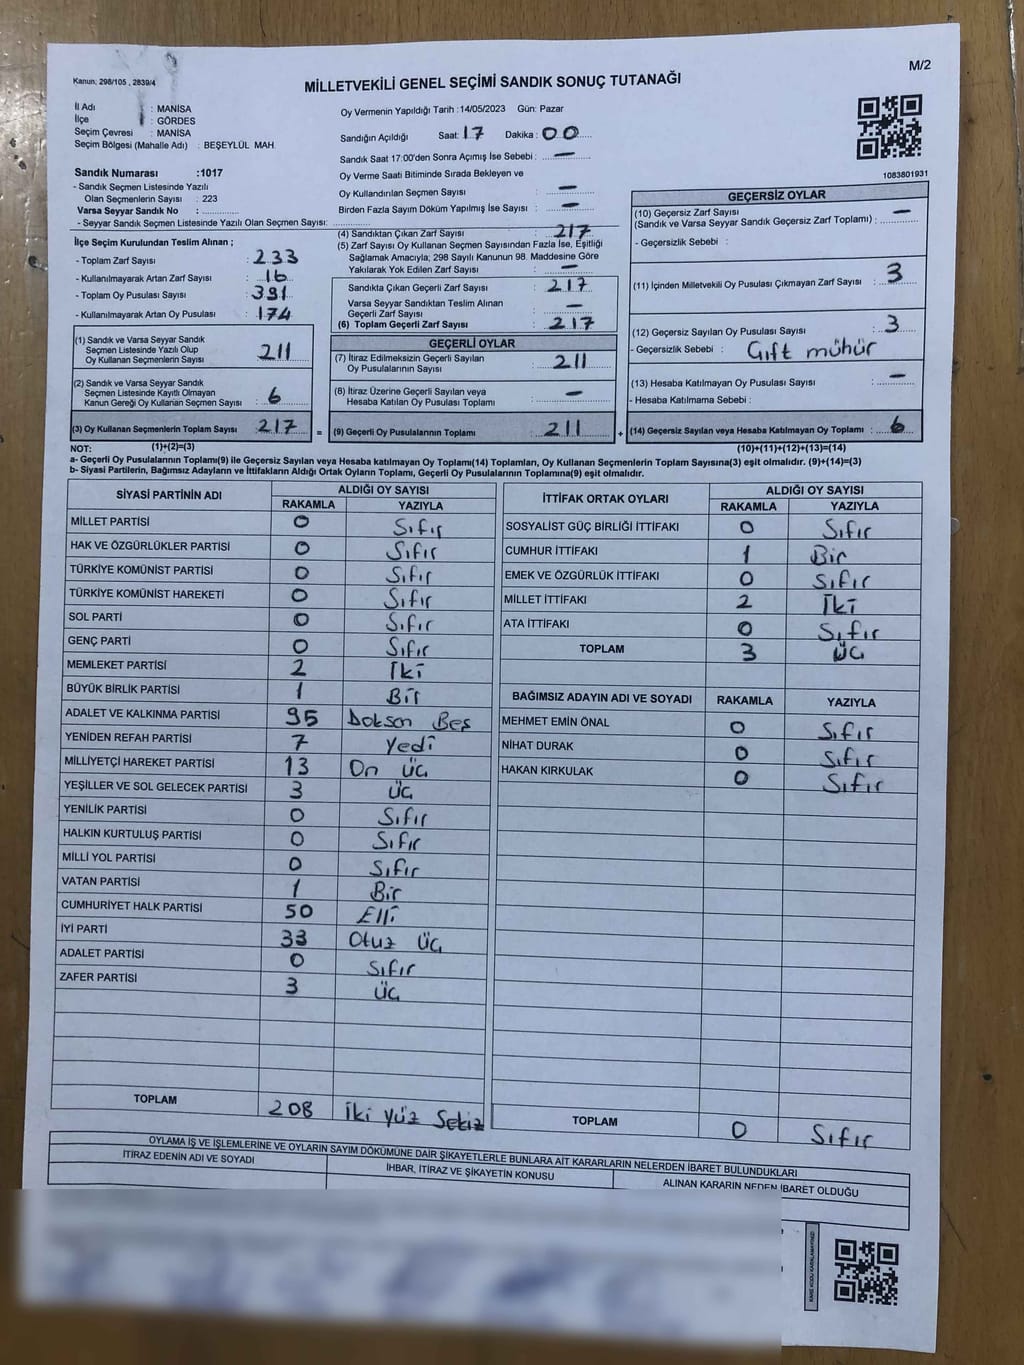 Kanun; 298/105 , 2839/4
M/2
MİLLETVEKİLİ GENEL SEÇİMİ SANDIK SONUÇ TUTANAĞI
İl Adı : MANİSA
İlçe : GÖRDES
Seçim Çevresi : MANİSA
Seçim Bölgesi (Mahalle Adı) : BEŞEYLÜL MAH.
Sandık Numarası :1017
- Sandık Seçmen Listesinde Yazılı
Olan Seçmenlerin Sayısı : 223
Varsa Seyyar Sandık No :
- Seyyar Sandık Seçmen Listesinde Yazılı Olan Seçmen Sayısı:
İlçe Seçim Kurulundan Teslim Alınan ;
- Toplam Zarf Sayısı : 233
- Kullanılmayarak Artan Zarf Sayısı : 16
- Toplam Oy Pusulası Sayısı : 391
- Kullanılmayarak Artan Oy Pusulası : 174
(1) Sandık ve Varsa Seyyar Sandık
Seçmen Listesinde Yazılı Olup
Oy Kullanan Seçmenlerin Sayısı : 211
(2) Sandık ve Varsa Seyyar Sandık
Seçmen Listesinde Kayıtlı Olmayan
Kanun Gereği Oy Kullanan Seçmen Sayısı : 6
(3) Oy Kullanan Seçmenlerin Toplam Sayısı : 217 =
Oy Vermenin Yapıldığı Tarih :14/05/2023 Gün: Pazar
Sandığın Açıldığı Saat: 17 Dakika : 00
Sandık Saat 17:00'den Sonra Açımış İse Sebebi : —
Oy Verme Saati Bitiminde Sırada Bekleyen ve
Oy Kullandırılan Seçmen Sayısı : —
Birden Fazla Sayım Döküm Yapılmış İse Sayısı : —
(4) Sandıktan Çıkan Zarf Sayısı : 217
(5) Zarf Sayısı Oy Kullanan Seçmen Sayısından Fazla İse, Eşitliği
Sağlamak Amacıyla; 298 Sayılı Kanunun 98. Maddesine Göre
Yakılarak Yok Edilen Zarf Sayısı : —
Sandıkta Çıkan Geçerli Zarf Sayısı : 217
Varsa Seyyar Sandıktan Teslim Alınan
Geçerli Zarf Sayısı : —
(6) Toplam Geçerli Zarf Sayısı : 217
GEÇERLİ OYLAR
(7) İtiraz Edilmeksizin Geçerli Sayılan
Oy Pusulalarının Sayısı : 211
(8) İtiraz Üzerine Geçerli Sayılan veya
Hesaba Katılan Oy Pusulası Toplamı : —
(9) Geçerli Oy Pusulalarının Toplamı : 211 +
1083801931
GEÇERSİZ OYLAR
(10) Geçersiz Zarf Sayısı
(Sandık ve Varsa Seyyar Sandık Geçersiz Zarf Toplamı) : —
- Geçersizlik Sebebi :
(11) İçinden Milletvekili Oy Pusulası Çıkmayan Zarf Sayısı : 3
(12) Geçersiz Sayılan Oy Pusulası Sayısı : 3
- Geçersizlik Sebebi : Çift mühür
(13) Hesaba Katılmayan Oy Pusulası Sayısı : —
- Hesaba Katılmama Sebebi :
(14) Geçersiz Sayılan veya Hesaba Katılmayan Oy Toplamı : 6
NOT: (1)+(2)=(3) (10)+(11)+(12)+(13)=(14)
a- Geçerli Oy Pusulalarının Toplamı(9) ile Geçersiz Sayılan veya Hesaba katılmayan Oy Toplamı(14) Toplamları, Oy Kullanan Seçmenlerin Toplam Sayısına(3) eşit olmalıdır. (9)+(14)=(3)
b- Siyasi Partilerin, Bağımsız Adayların ve İttifakların Aldığı Ortak Oyların Toplamı, Geçerli Oy Pusulalarının Toplamına(9) eşit olmalıdır.
SİYASİ PARTİNİN ADI ALDIĞI OY SAYISI
RAKAMLA YAZIYLA
MİLLET PARTİSİ 0 Sıfır
HAK VE ÖZGÜRLÜKLER PARTİSİ 0 Sıfır
TÜRKİYE KOMÜNİST PARTİSİ 0 Sıfır
TÜRKİYE KOMÜNİST HAREKETİ 0 Sıfır
SOL PARTİ 0 Sıfır
GENÇ PARTİ 0 Sıfır
MEMLEKET PARTİSİ 2 İki
BÜYÜK BİRLİK PARTİSİ 1 Bir
ADALET VE KALKINMA PARTİSİ 95 Doksan Beş
YENİDEN REFAH PARTİSİ 7 Yedi
MİLLİYETÇİ HAREKET PARTİSİ 13 On Üç
YEŞİLLER VE SOL GELECEK PARTİSİ 3 Üç
YENİLİK PARTİSİ 0 Sıfır
HALKIN KURTULUŞ PARTİSİ 0 Sıfır
MİLLİ YOL PARTİSİ 0 Sıfır
VATAN PARTİSİ 1 Bir
CUMHURİYET HALK PARTİSİ 50 Elli
İYİ PARTİ 33 Otuz Üç
ADALET PARTİSİ 0 Sıfır
ZAFER PARTİSİ 3 Üç
TOPLAM 208 İki Yüz Sekiz
İTTİFAK ORTAK OYLARI ALDIĞI OY SAYISI
RAKAMLA YAZIYLA
SOSYALİST GÜÇ BİRLİĞİ İTTİFAKI 0 Sıfır
CUMHUR İTTİFAKI 1 Bir
EMEK VE ÖZGÜRLÜK İTTİFAKI 0 Sıfır
MİLLET İTTİFAKI 2 İki
ATA İTTİFAKI 0 Sıfır
TOPLAM 3 Üç
BAĞIMSIZ ADAYIN ADI VE SOYADI RAKAMLA YAZIYLA
MEHMET EMİN ÖNAL 0 Sıfır
NİHAT DURAK 0 Sıfır
HAKAN KIRKULAK 0 Sıfır
TOPLAM 0 Sıfır
OYLAMA İŞ VE İŞLEMLERİNE VE OYLARIN SAYIM DÖKÜMÜNE DAİR ŞİKAYETLERLE BUNLARA AİT KARARLARIN NELERDEN İBARET BULUNDUKLARI
İTİRAZ EDENİN ADI VE SOYADI
İHBAR, İTİRAZ VE ŞİKAYETİN KONUSU
ALINAN KARARIN NEDEN İBARET OLDUĞU